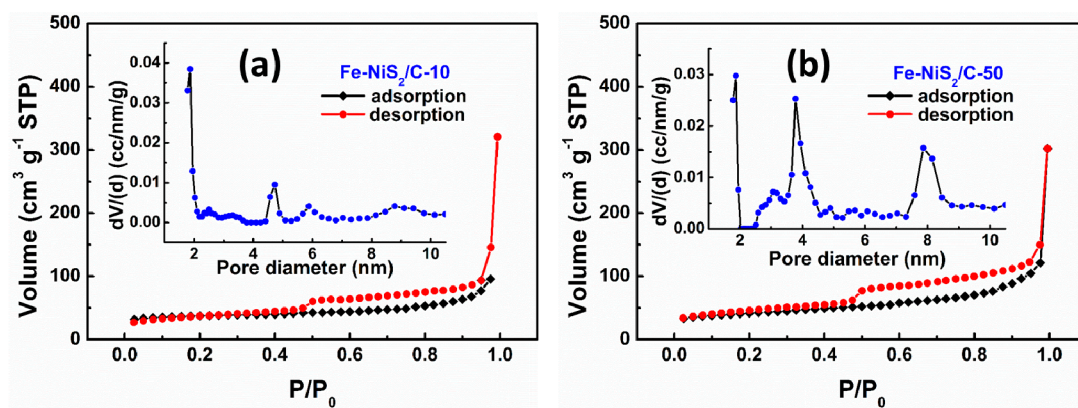 500
400
300
200
100
0
Volume (cm³ g⁻¹ STP)
0.0 0.2 0.4 0.6 0.8 1.0
P/P₀
(a)
Fe-NiS₂/C-10
adsorption
desorption
0.04
0.03
0.02
0.01
0.00
dV/(d) (cc/nm/g)
2 4 6 8 10
Pore diameter (nm)
500
400
300
200
100
0
Volume (cm³ g⁻¹ STP)
0.0 0.2 0.4 0.6 0.8 1.0
P/P₀
(b)
Fe-NiS₂/C-50
adsorption
desorption
0.03
0.02
0.01
0.00
dV/(d) (cc/nm/g)
2 4 6 8 10
Pore diameter (nm)